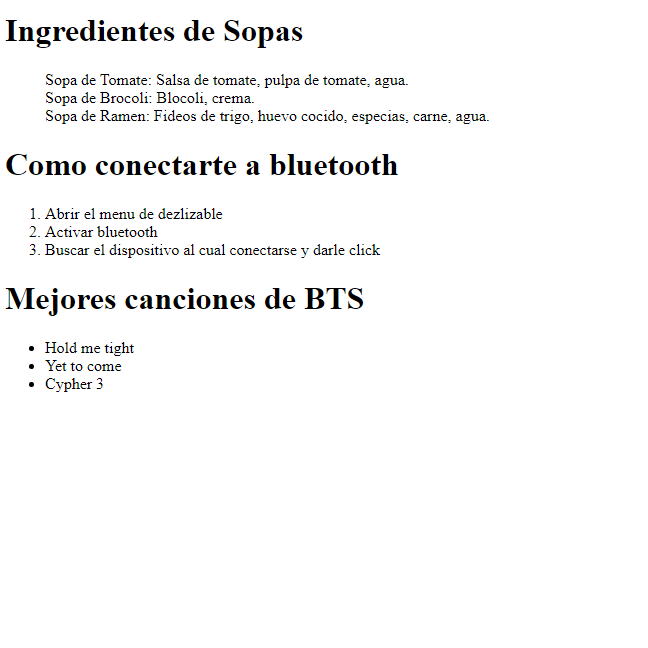 Ingredientes de Sopas
Sopa de Tomate: Salsa de tomate, pulpa de tomate, agua.
Sopa de Brocoli: Blocoli, crema.
Sopa de Ramen: Fideos de trigo, huevo cocido, especias, carne, agua.
Como conectarte a bluetooth
1. Abrir el menu de dezlizable
2. Activar bluetooth
3. Buscar el dispositivo al cual conectarse y darle click
Mejores canciones de BTS
• Hold me tight
• Yet to come
• Cypher 3